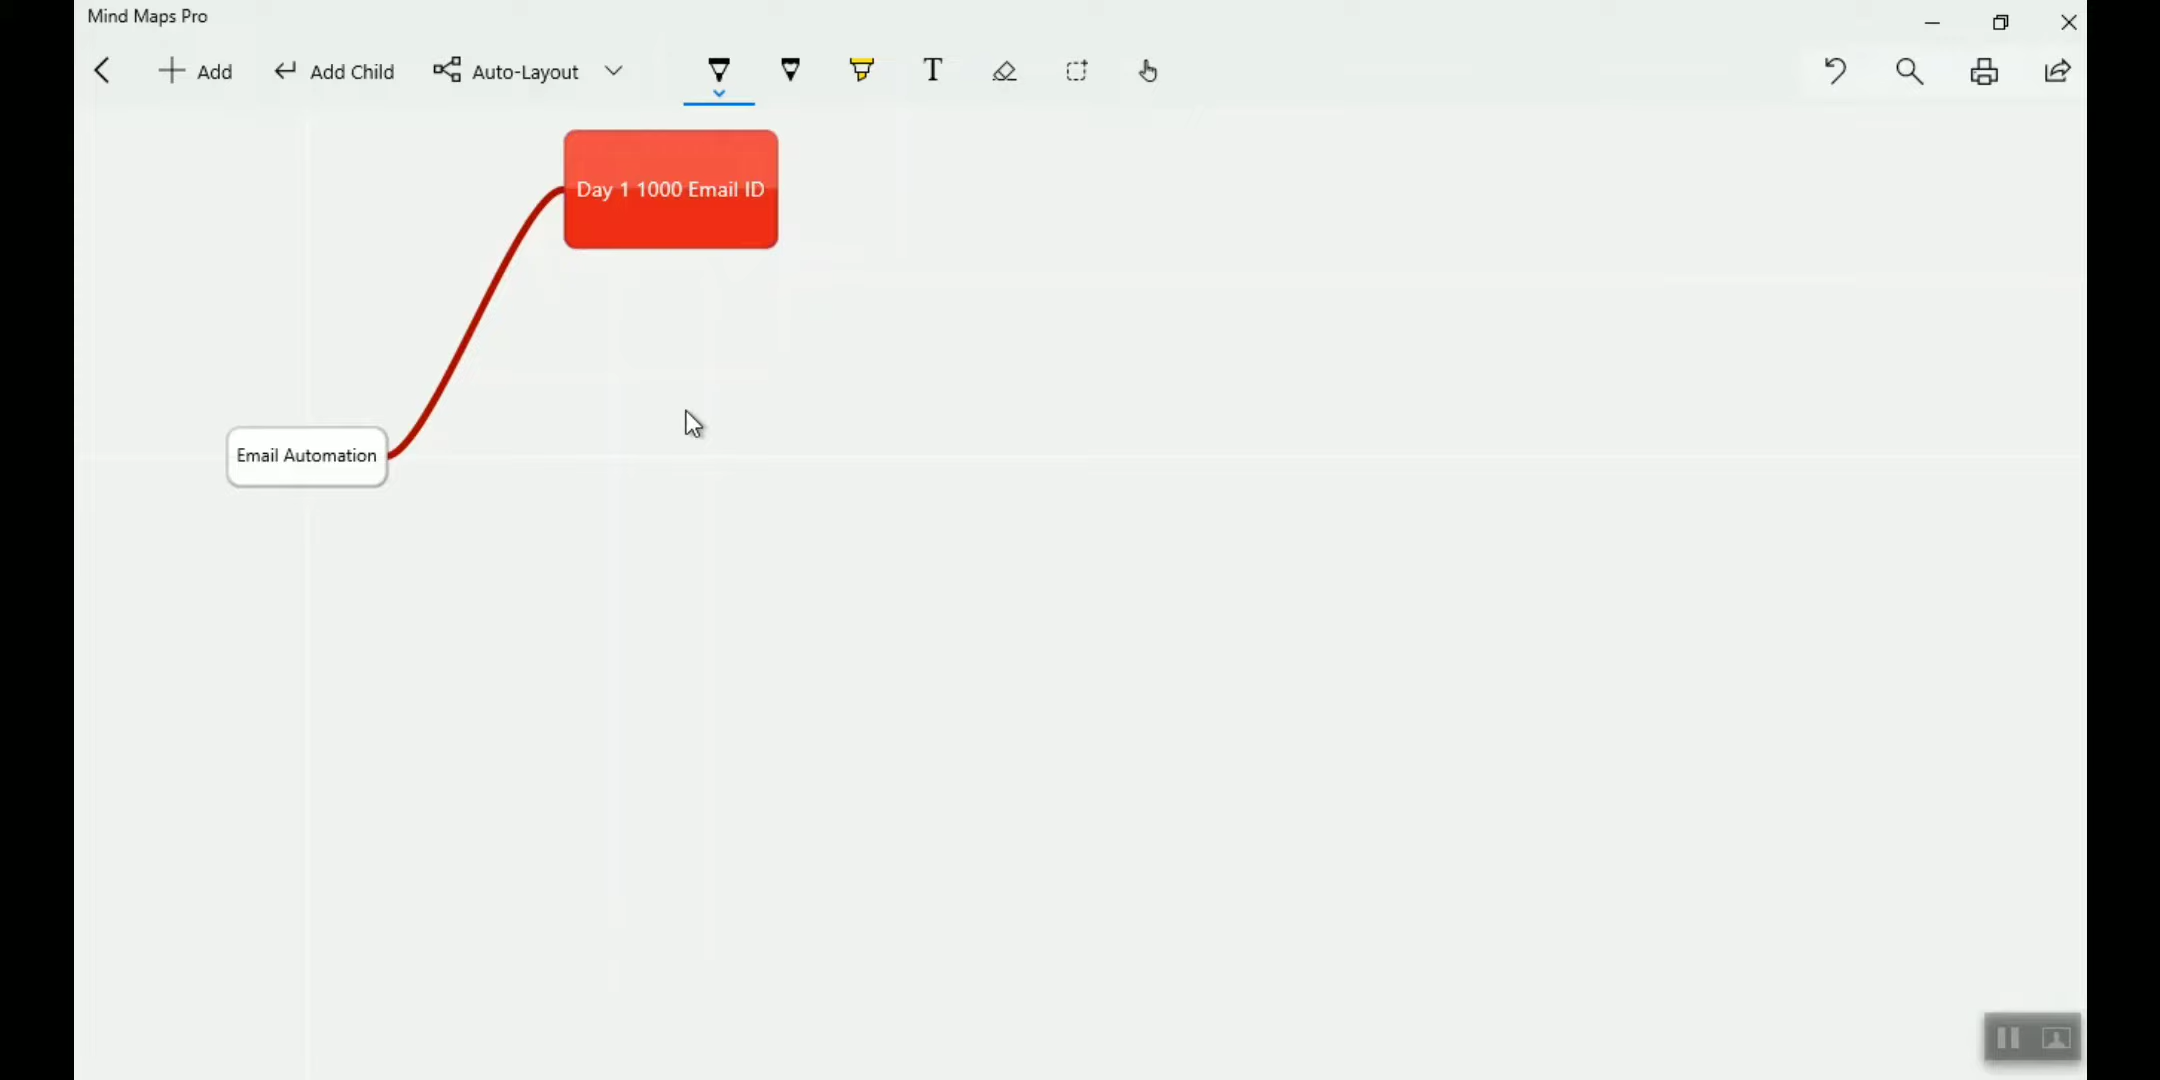 Mind Maps Pro
Add
Add Child
Auto-Layout
T
Day 1 1000 Email ID
Email Automation